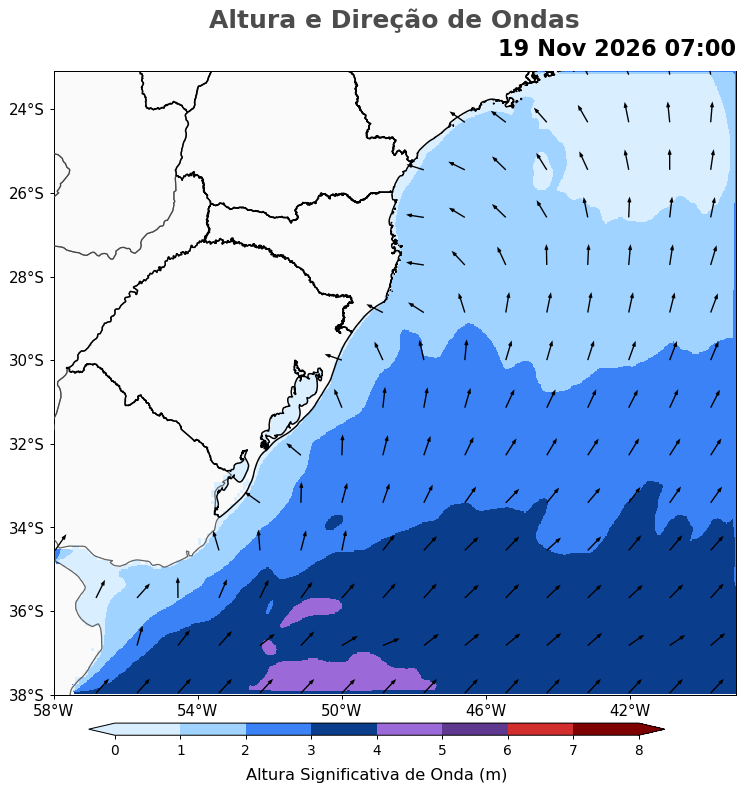 Altura e Direção de Ondas
19 Nov 2026 07:00
24°S
26°S
28°S
30°S
32°S
34°S
36°S
38°S
58°W 54°W 50°W 46°W 42°W
0 1 2 3 4 5 6 7 8
Altura Significativa de Onda (m)